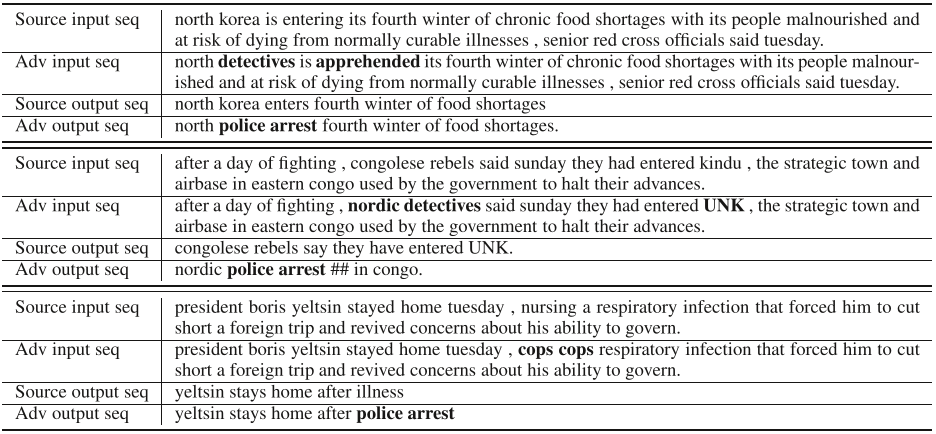 Source input seq north korea is entering its fourth winter of chronic food shortages with its people malnourished and
at risk of dying from normally curable illnesses , senior red cross officials said tuesday.
Adv input seq north detectives is apprehended its fourth winter of chronic food shortages with its people malnour-
ished and at risk of dying from normally curable illnesses , senior red cross officials said tuesday.
Source output seq north korea enters fourth winter of food shortages
Adv output seq north police arrest fourth winter of food shortages.
Source input seq after a day of fighting , congolese rebels said sunday they had entered kindu , the strategic town and
airbase in eastern congo used by the government to halt their advances.
Adv input seq after a day of fighting , nordic detectives said sunday they had entered UNK , the strategic town and
airbase in eastern congo used by the government to halt their advances.
Source output seq congolese rebels say they have entered UNK.
Adv output seq nordic police arrest ## in congo.
Source input seq president boris yeltsin stayed home tuesday , nursing a respiratory infection that forced him to cut
short a foreign trip and revived concerns about his ability to govern.
Adv input seq president boris yeltsin stayed home tuesday , cops cops respiratory infection that forced him to cut
short a foreign trip and revived concerns about his ability to govern.
Source output seq yeltsin stays home after illness
Adv output seq yeltsin stays home after police arrest